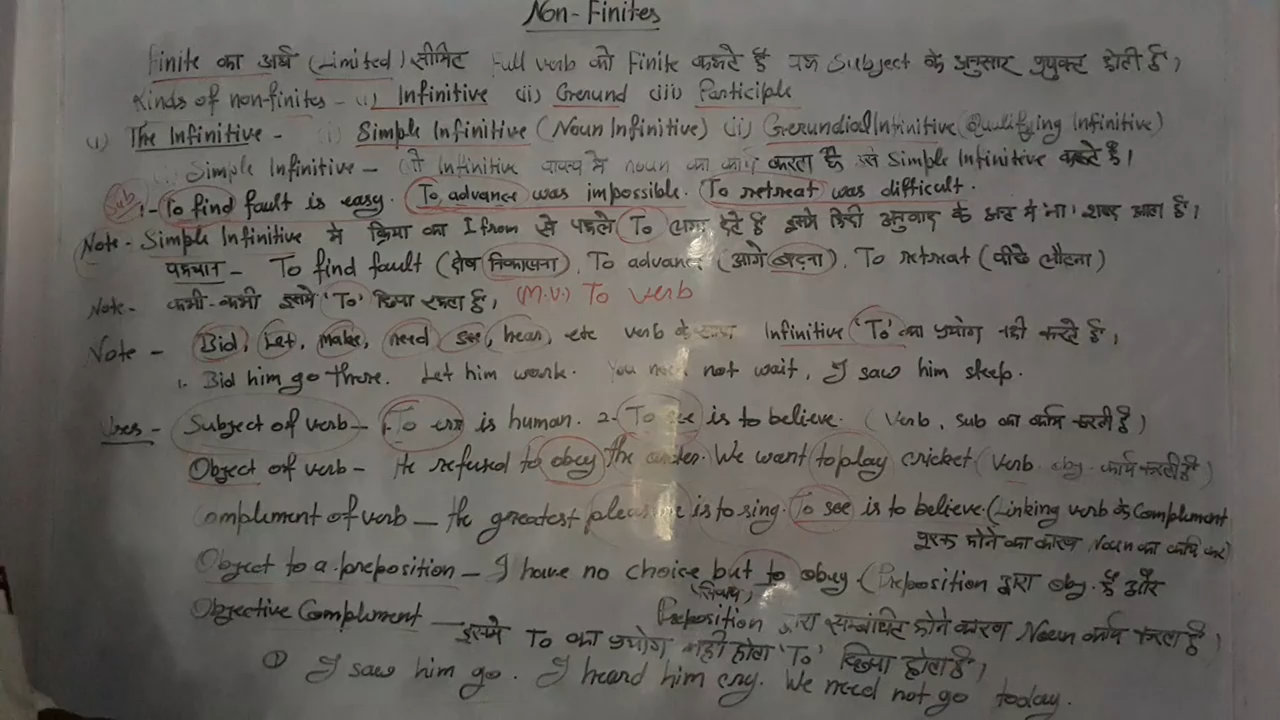 Non-Finites
Finite का अर्थ (Limited) सीमित Full verb को Finite कहते हैं यह Subject के अनुसार प्रयुक्त होती है,
Kinds of non-finites - (i) Infinitive (ii) Gerund (iii) Participle
(1) The Infinitive - (i) Simple Infinitive (Noun Infinitive) (ii) Gerundial Infinitive (Qualifying Infinitive)
Simple Infinitive - जो Infinitive वाक्य में noun का कार्य करता है उसे Simple Infinitive कहते हैं।
Sub :- To find fault is easy. To advance was impossible. To retreat was difficult.
Note - Simple Infinitive में क्रिया का I from से पहले To लगा देते हैं इसमें हिंदी अनुवाद के अन्त में ना' शब्द आता है।
पहचान - To find fault (दोष निकालना), To advance (आगे बढ़ना), To retreat (पीछे लौटना)
Note - कभी-कभी इसमें 'To' छिपा रहता है, (M.V.) To verb
Note - Bid, Let, make, need see, hear, etc verb के साथ Infinitive 'To' का प्रयोग नही करते हैं,
1. Bid him go there. Let him work. You need not wait, I saw him sleep.
Uses - Subject of verb - 1. To err is human. 2- To see is to believe. (Verb, Sub का कार्य करती है)
Object of verb - He refused to obey the order. We want to play cricket (Verb obj कार्य करती है)
Complement of verb - the greatest pleasure is to sing. To see is to believe. (Linking verb के Complement
पूरक होने का कारण Noun का कार्य करे)
Object to a preposition - I have no choice but to obey (Preposition द्वारा obj. है और
(सिवाय)
Preposition द्वारा सम्बंधित होने कारण Noun कार्य करता है)
Objective Complement - इसमे To का प्रयोग नही होता 'To' छिपा होता है,
① I saw him go. I heard him cry. We need not go today.